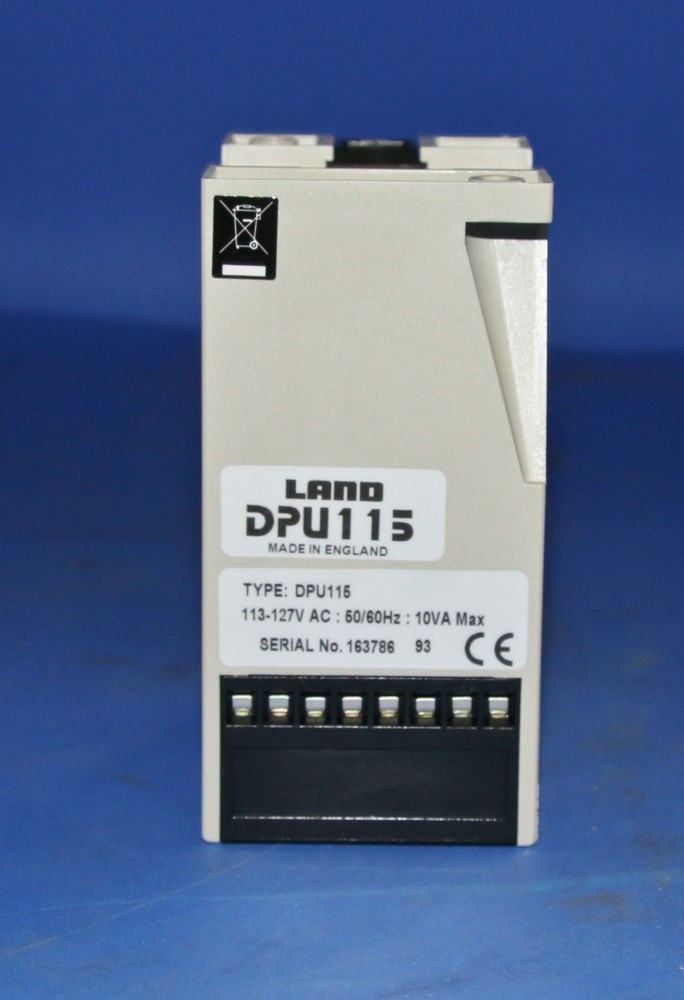 LAND
DPU115
MADE IN ENGLAND
TYPE: DPU115
113-127V AC : 50/60Hz : 10VA Max
SERIAL No. 163786 93
CE